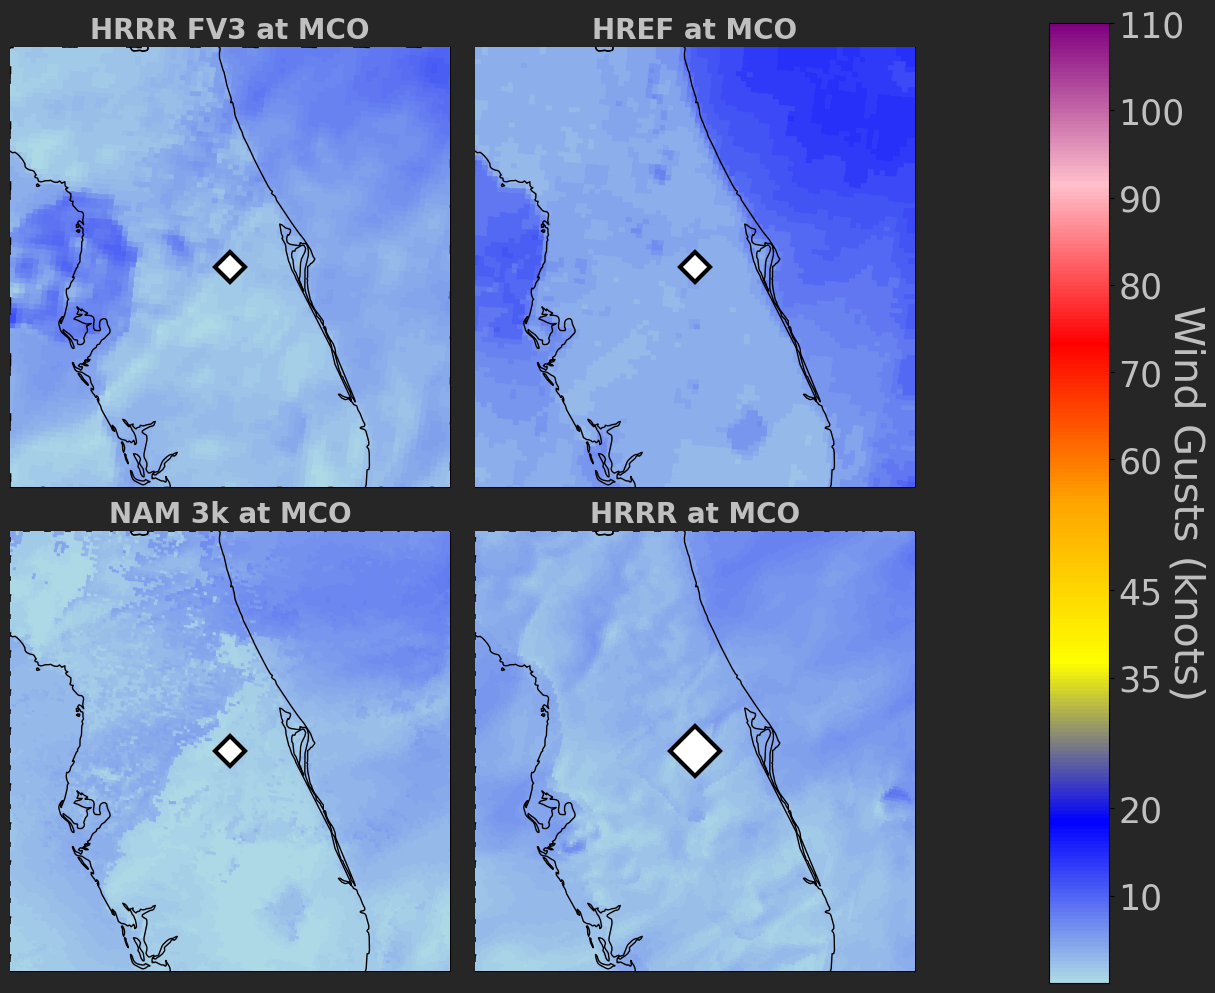 HRRR FV3 at MCO
HREF at MCO
NAM 3k at MCO
HRRR at MCO
110
100
90
80
70
60
45
35
20
10
Wind Gusts (knots)